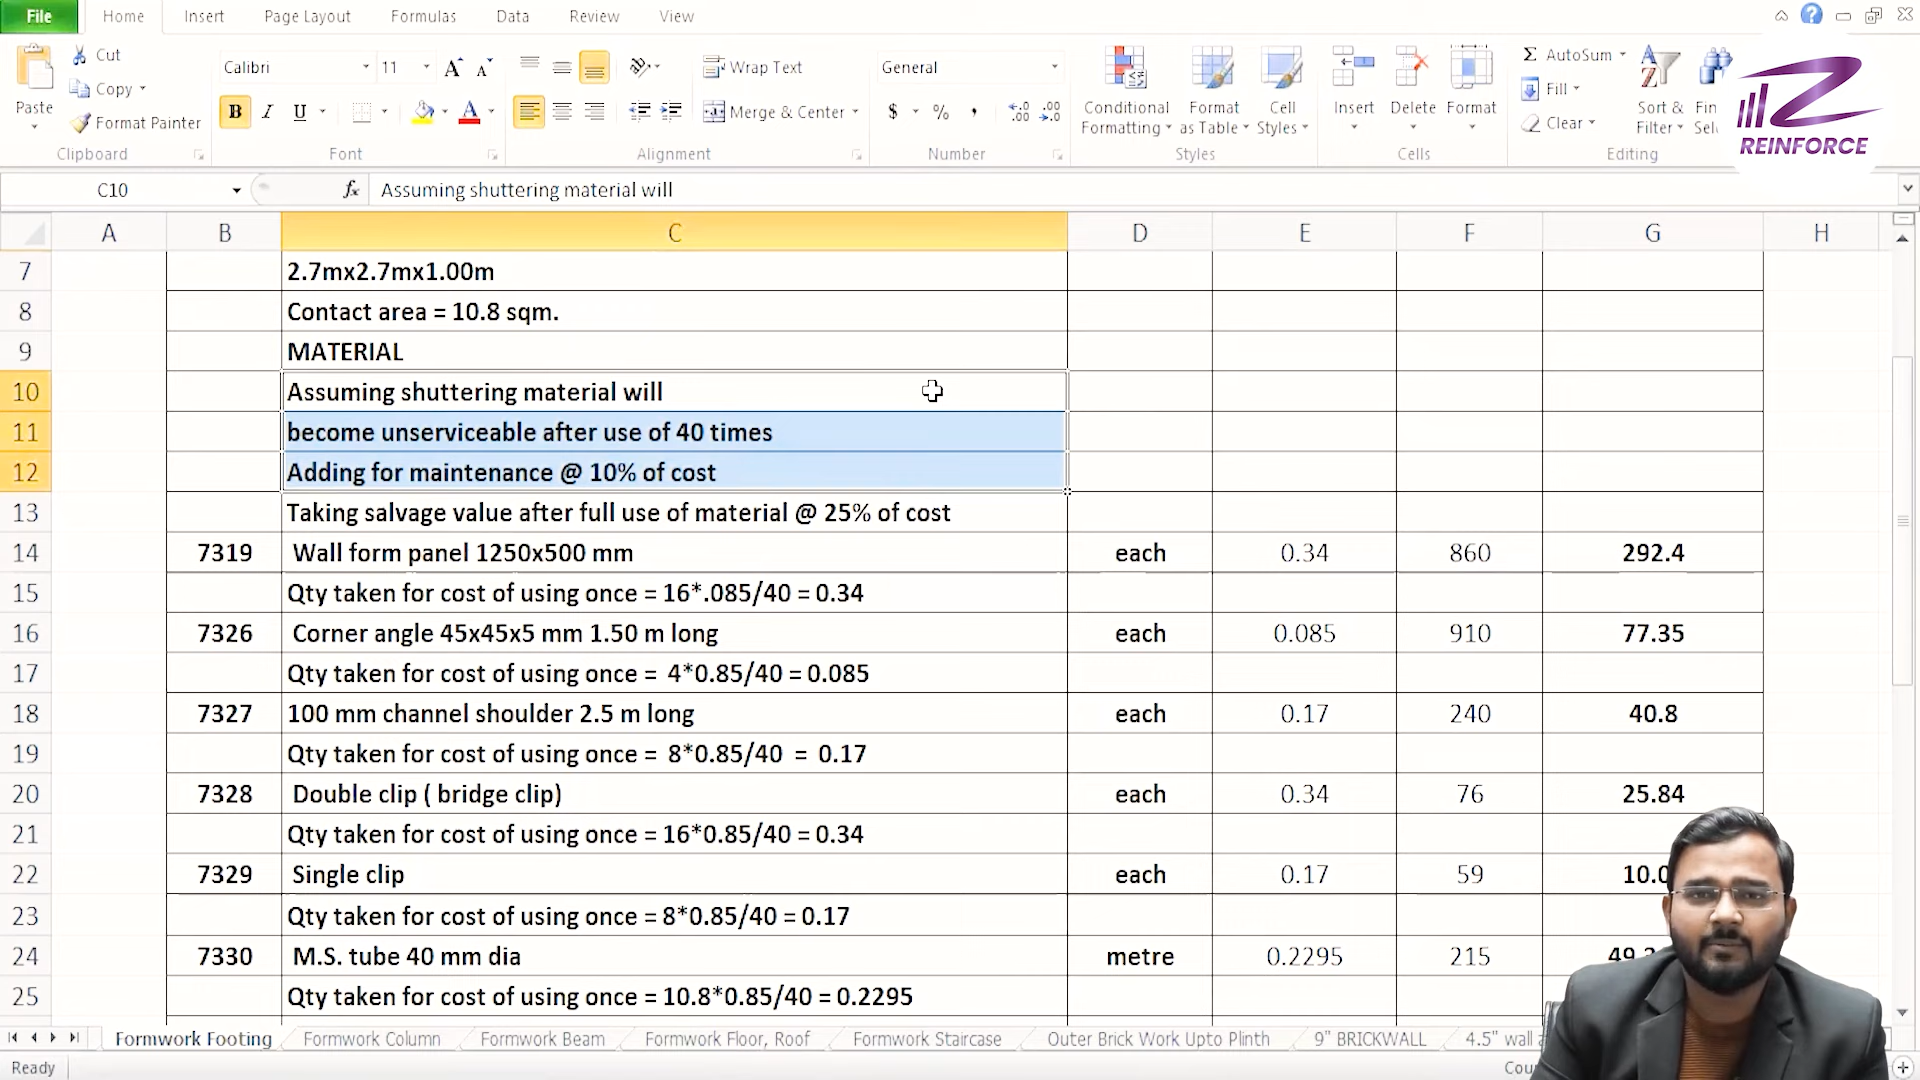 File Home Insert Page Layout Formulas Data Review View
Cut
Calibri 11 Wrap Text General AutoSum
Copy Fill
Paste B I U Merge & Center $ % , Conditional Format Cell Insert Delete Format Sort &
Format Painter Formatting as Table Styles Clear Filter
Clipboard Font Alignment Number Styles Cells Editing
REINFORCE
C10 fx Assuming shuttering material will
A B C D E F G H
7 2.7mx2.7mx1.00m
8 Contact area = 10.8 sqm.
9 MATERIAL
10 Assuming shuttering material will
11 become unserviceable after use of 40 times
12 Adding for maintenance @ 10% of cost
13 Taking salvage value after full use of material @ 25% of cost
14 7319 Wall form panel 1250x500 mm each 0.34 860 292.4
15 Qty taken for cost of using once = 16*.085/40 = 0.34
16 7326 Corner angle 45x45x5 mm 1.50 m long each 0.085 910 77.35
17 Qty taken for cost of using once = 4*0.85/40 = 0.085
18 7327 100 mm channel shoulder 2.5 m long each 0.17 240 40.8
19 Qty taken for cost of using once = 8*0.85/40 = 0.17
20 7328 Double clip ( bridge clip) each 0.34 76 25.84
21 Qty taken for cost of using once = 16*0.85/40 = 0.34
22 7329 Single clip each 0.17 59
23 Qty taken for cost of using once = 8*0.85/40 = 0.17
24 7330 M.S. tube 40 mm dia metre 0.2295 215
25 Qty taken for cost of using once = 10.8*0.85/40 = 0.2295
Formwork Footing Formwork Column Formwork Beam Formwork Floor, Roof Formwork Staircase Outer Brick Work Upto Plinth 9" BRICKWALL 4.5" wall
Ready